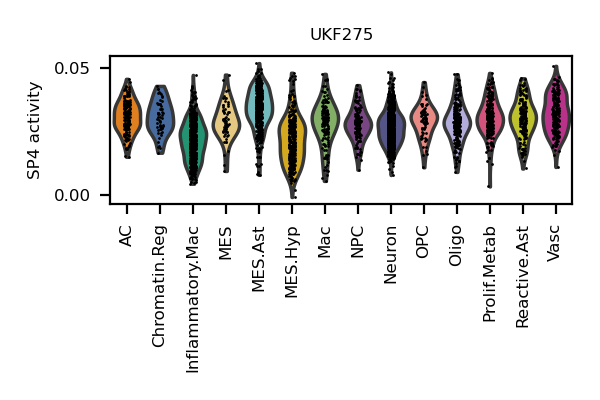 UKF275
SP4 activity
0.05
0.00
AC
Chromatin.Reg
Inflammatory.Mac
MES
MES.Ast
MES.Hyp
Mac
NPC
Neuron
OPC
Oligo
Prolif.Metab
Reactive.Ast
Vasc